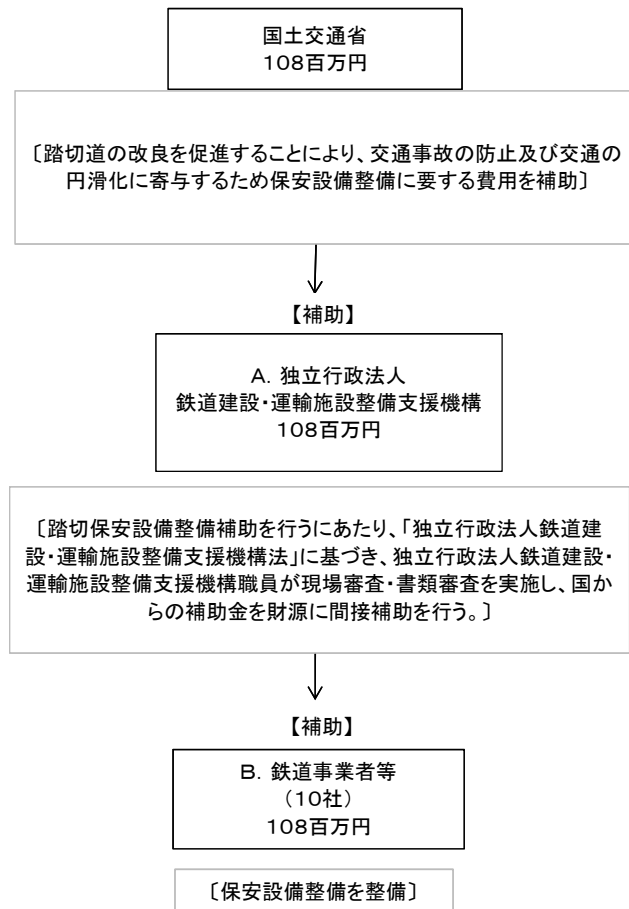 国土交通省
108百万円
〔踏切道の改良を促進することにより、交通事故の防止及び交通の
円滑化に寄与するため保安設備整備に要する費用を補助〕
【補助】
A．独立行政法人
鉄道建設・運輸施設整備支援機構
108百万円
〔踏切保安設備整備補助を行うにあたり、「独立行政法人鉄道建
設・運輸施設整備支援機構法」に基づき、独立行政法人鉄道建設・
運輸施設整備支援機構職員が現場審査・書類審査を実施し、国か
らの補助金を財源に間接補助を行う。〕
【補助】
B．鉄道事業者等
（10社）
108百万円
〔保安設備整備を整備〕